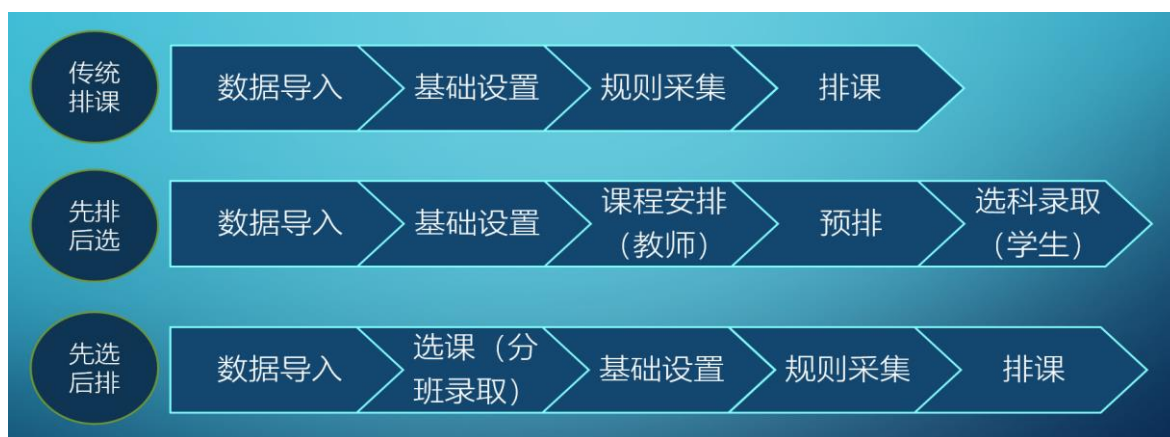 传统
排课
数据导入
基础设置
规则采集
排课
先排
后选
数据导入
基础设置
课程安排
（教师）
预排
选科录取
（学生）
先选
后排
数据导入
选课（分
班录取）
基础设置
规则采集
排课